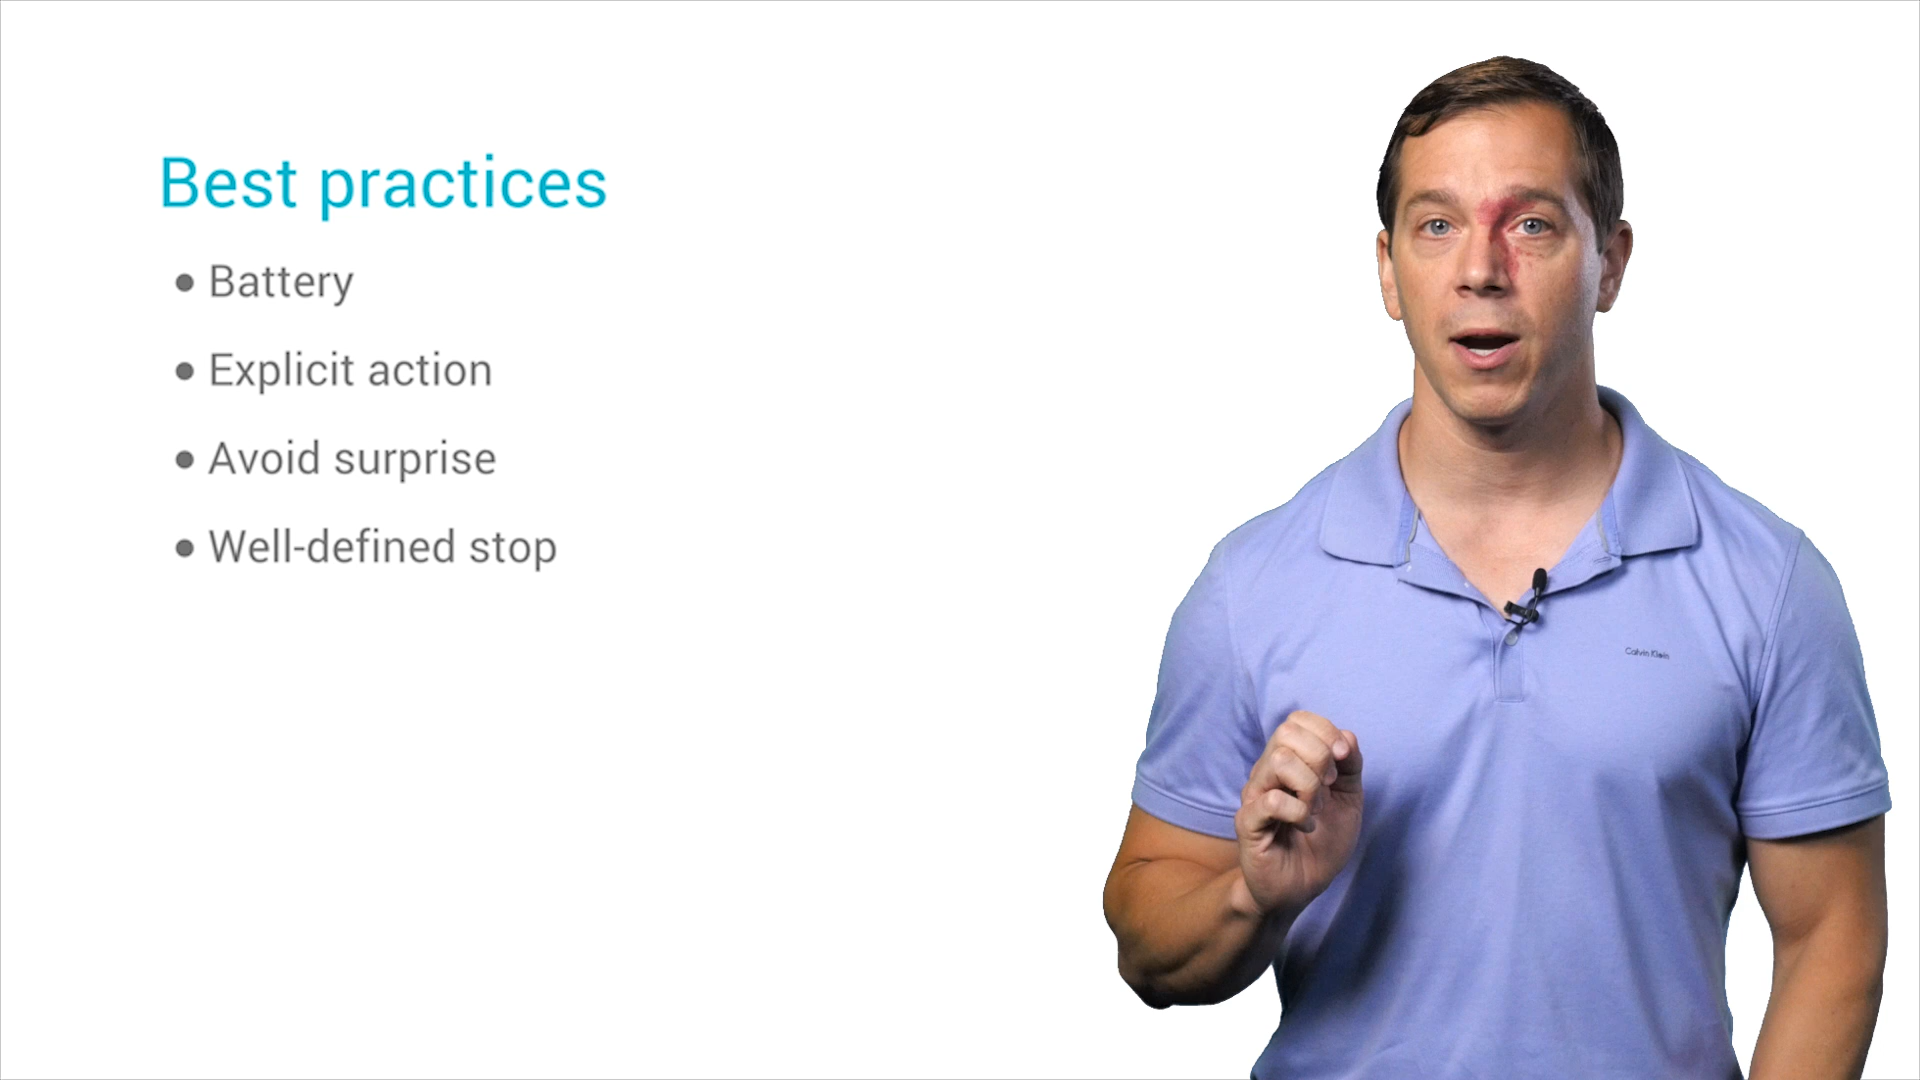 Best practices
• Battery
• Explicit action
• Avoid surprise
• Well-defined stop
Calvin Klein